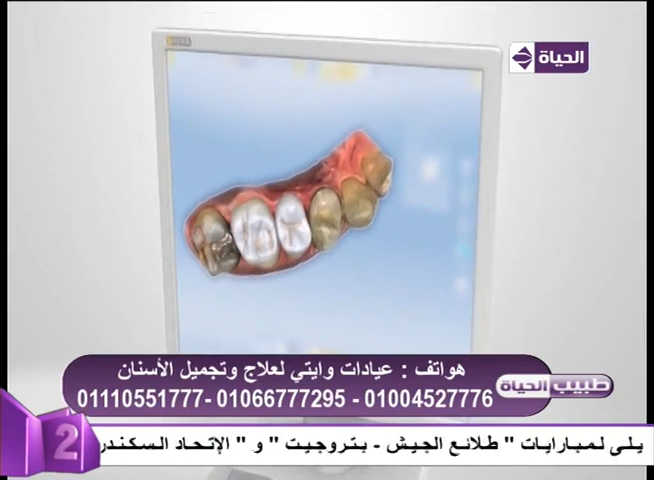 الحياة
هواتف : عيادات وايتي لعلاج وتجميل الأسنان
01004527776 - 01066777295 -01110551777
طبيب الحياة
2
يلى لمباريات " طلائع الجيش - بتروجيت " و " الإتحاد السكندر